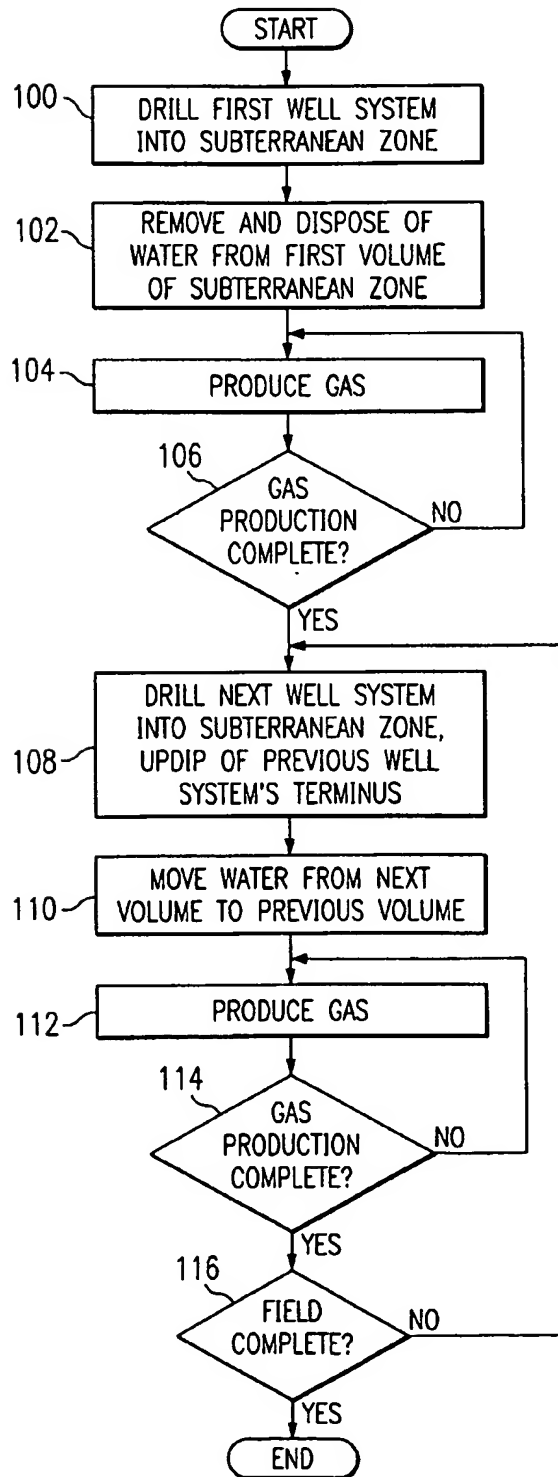 START
100
DRILL FIRST WELL SYSTEM
INTO SUBTERRANEAN ZONE
102
REMOVE AND DISPOSE OF
WATER FROM FIRST VOLUME
OF SUBTERRANEAN ZONE
104
PRODUCE GAS
106
GAS
PRODUCTION
COMPLETE?
NO
YES
108
DRILL NEXT WELL SYSTEM
INTO SUBTERRANEAN ZONE,
UPDIP OF PREVIOUS WELL
SYSTEM'S TERMINUS
110
MOVE WATER FROM NEXT
VOLUME TO PREVIOUS VOLUME
112
PRODUCE GAS
114
GAS
PRODUCTION
COMPLETE?
NO
YES
116
FIELD
COMPLETE?
NO
YES
END